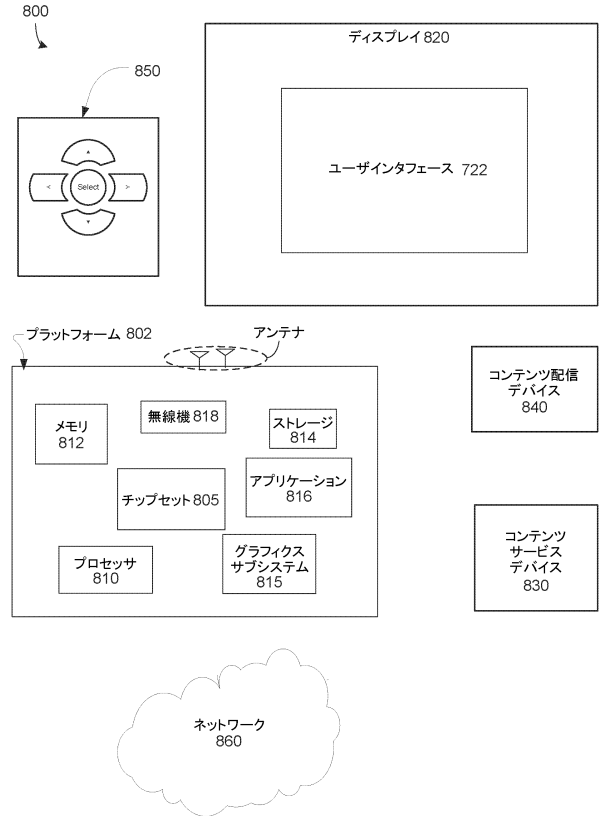 800
850
ディスプレイ 820
ユーザインタフェース 722
<
Select
>
プラットフォーム 802
アンテナ
メモリ
812
無線機 818
ストレージ
814
チップセット 805
アプリケーション
816
プロセッサ
810
グラフィクス
サブシステム
815
コンテンツ配信
デバイス
840
コンテンツ
サービス
デバイス
830
ネットワーク
860